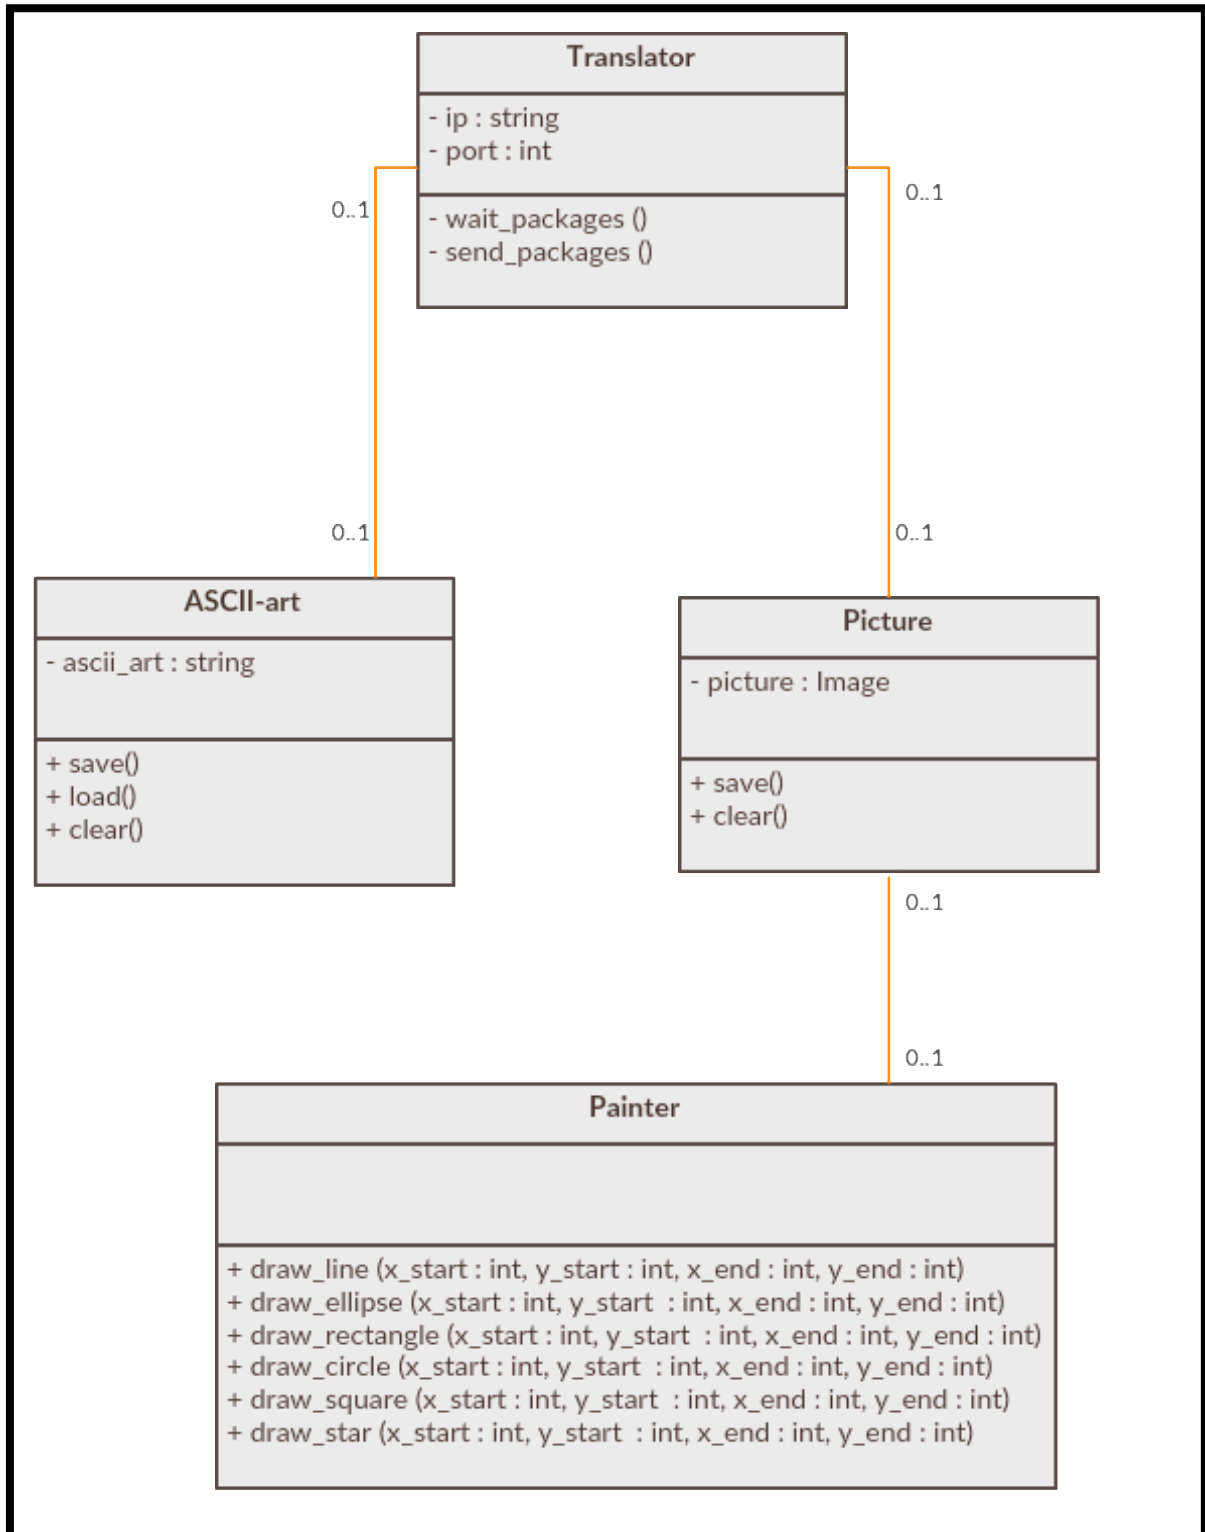 Translator
- ip : string
- port : int
- wait_packages ()
- send_packages ()
0..1
0..1
0..1
0..1
ASCII-art
- ascii_art : string
+ save()
+ load()
+ clear()
Picture
- picture : Image
+ save()
+ clear()
0..1
0..1
Painter
+ draw_line (x_start : int, y_start : int, x_end : int, y_end : int)
+ draw_ellipse (x_start : int, y_start  : int, x_end : int, y_end : int)
+ draw_rectangle (x_start : int, y_start  : int, x_end : int, y_end : int)
+ draw_circle (x_start : int, y_start  : int, x_end : int, y_end : int)
+ draw_square (x_start : int, y_start  : int, x_end : int, y_end : int)
+ draw_star (x_start : int, y_start  : int, x_end : int, y_end : int)